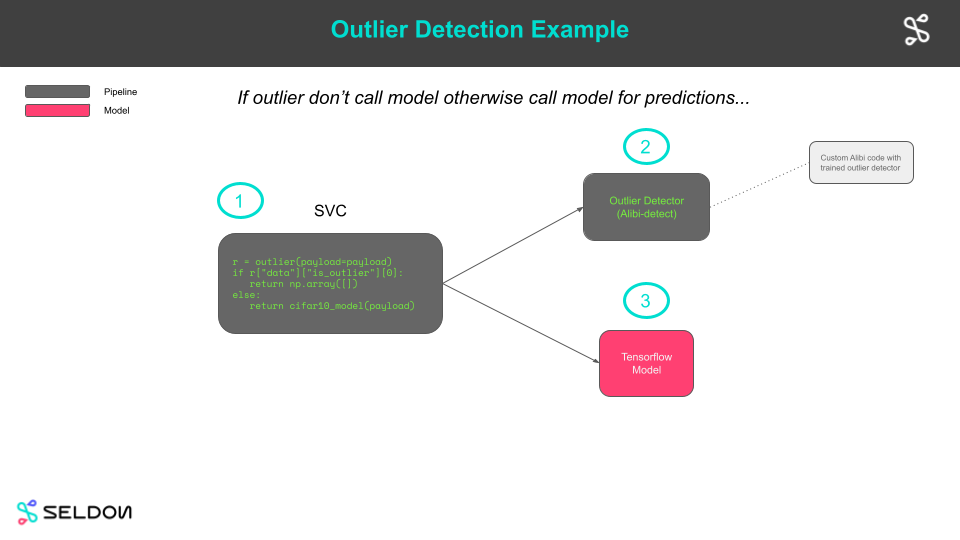 Outlier Detection Example
Pipeline
Model
If outlier don’t call model otherwise call model for predictions...
1
SVC
r = outlier(payload=payload)
if r["data"]["is_outlier"][0]:
   return np.array([])
else:
   return cifar10_model(payload)
2
Outlier Detector
(Alibi-detect)
Custom Alibi code with
trained outlier detector
3
Tensorflow
Model
SELDON